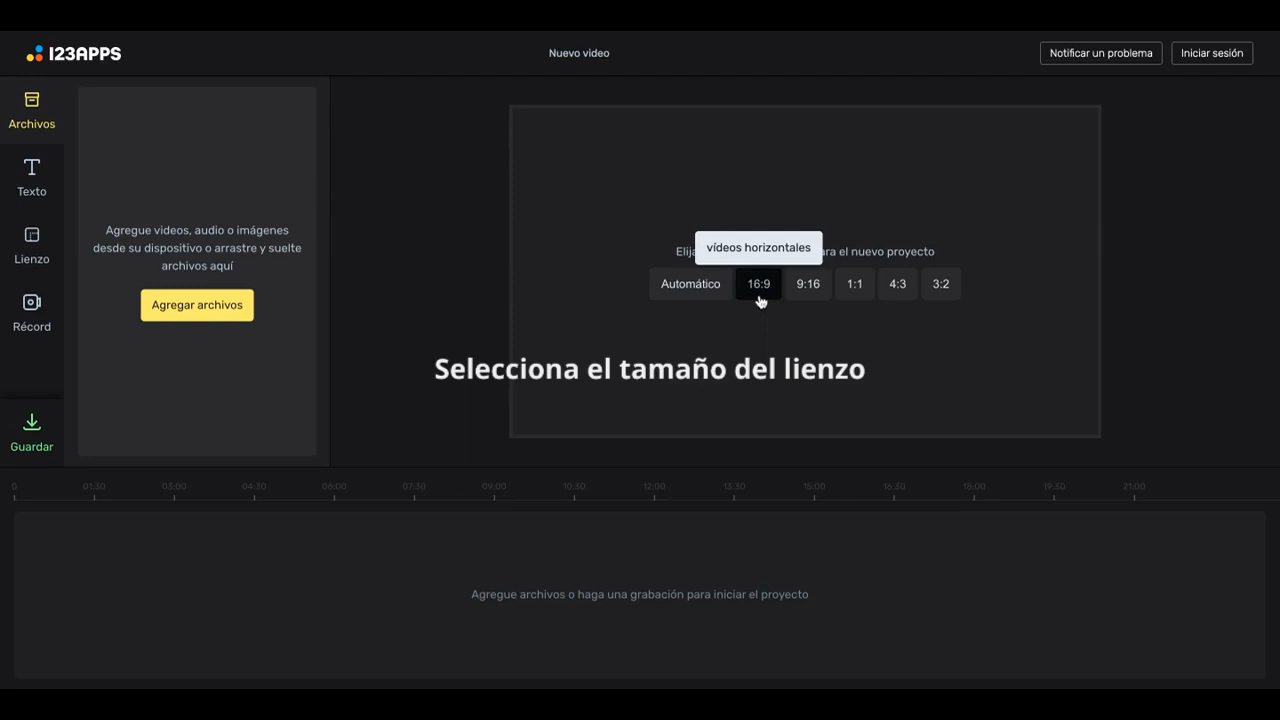 123APPS
Nuevo video
Notificar un problema
Iniciar sesión
Archivos
Texto
Lienzo
Récord
Guardar
Agregue videos, audio o imágenes
desde su dispositivo o arrastre y suelte
archivos aquí
Agregar archivos
vídeos horizontales
Elija
para el nuevo proyecto
Automático 16:9 9:16 1:1 4:3 3:2
Selecciona el tamaño del lienzo
0 01:30 03:00 04:30 06:00 07:30 09:00 10:30 12:00 13:30 15:00 16:30 18:00 19:30 21:00
Agregue archivos o haga una grabación para iniciar el proyecto